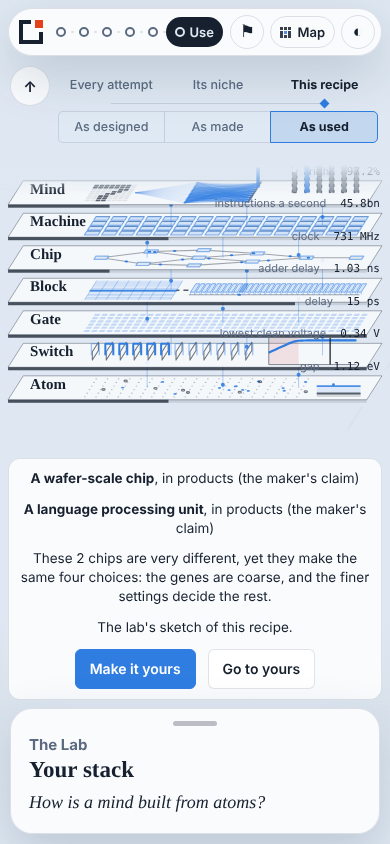 Use
Map
Every attempt
Its niche
This recipe
As designed
As made
As used
Mind
instructions a second 45.8bn
Machine
clock 731 MHz
Chip
adder delay 1.03 ns
Block
delay 15 ps
Gate
lowest clean voltage 0.34 V
Switch
gap 1.12 eV
Atom
A wafer-scale chip, in products (the maker's claim)
A language processing unit, in products (the maker's
claim)
These 2 chips are very different, yet they make the
same four choices: the genes are coarse, and the finer
settings decide the rest.
The lab's sketch of this recipe.
Make it yours
Go to yours
The Lab
Your stack
How is a mind built from atoms?